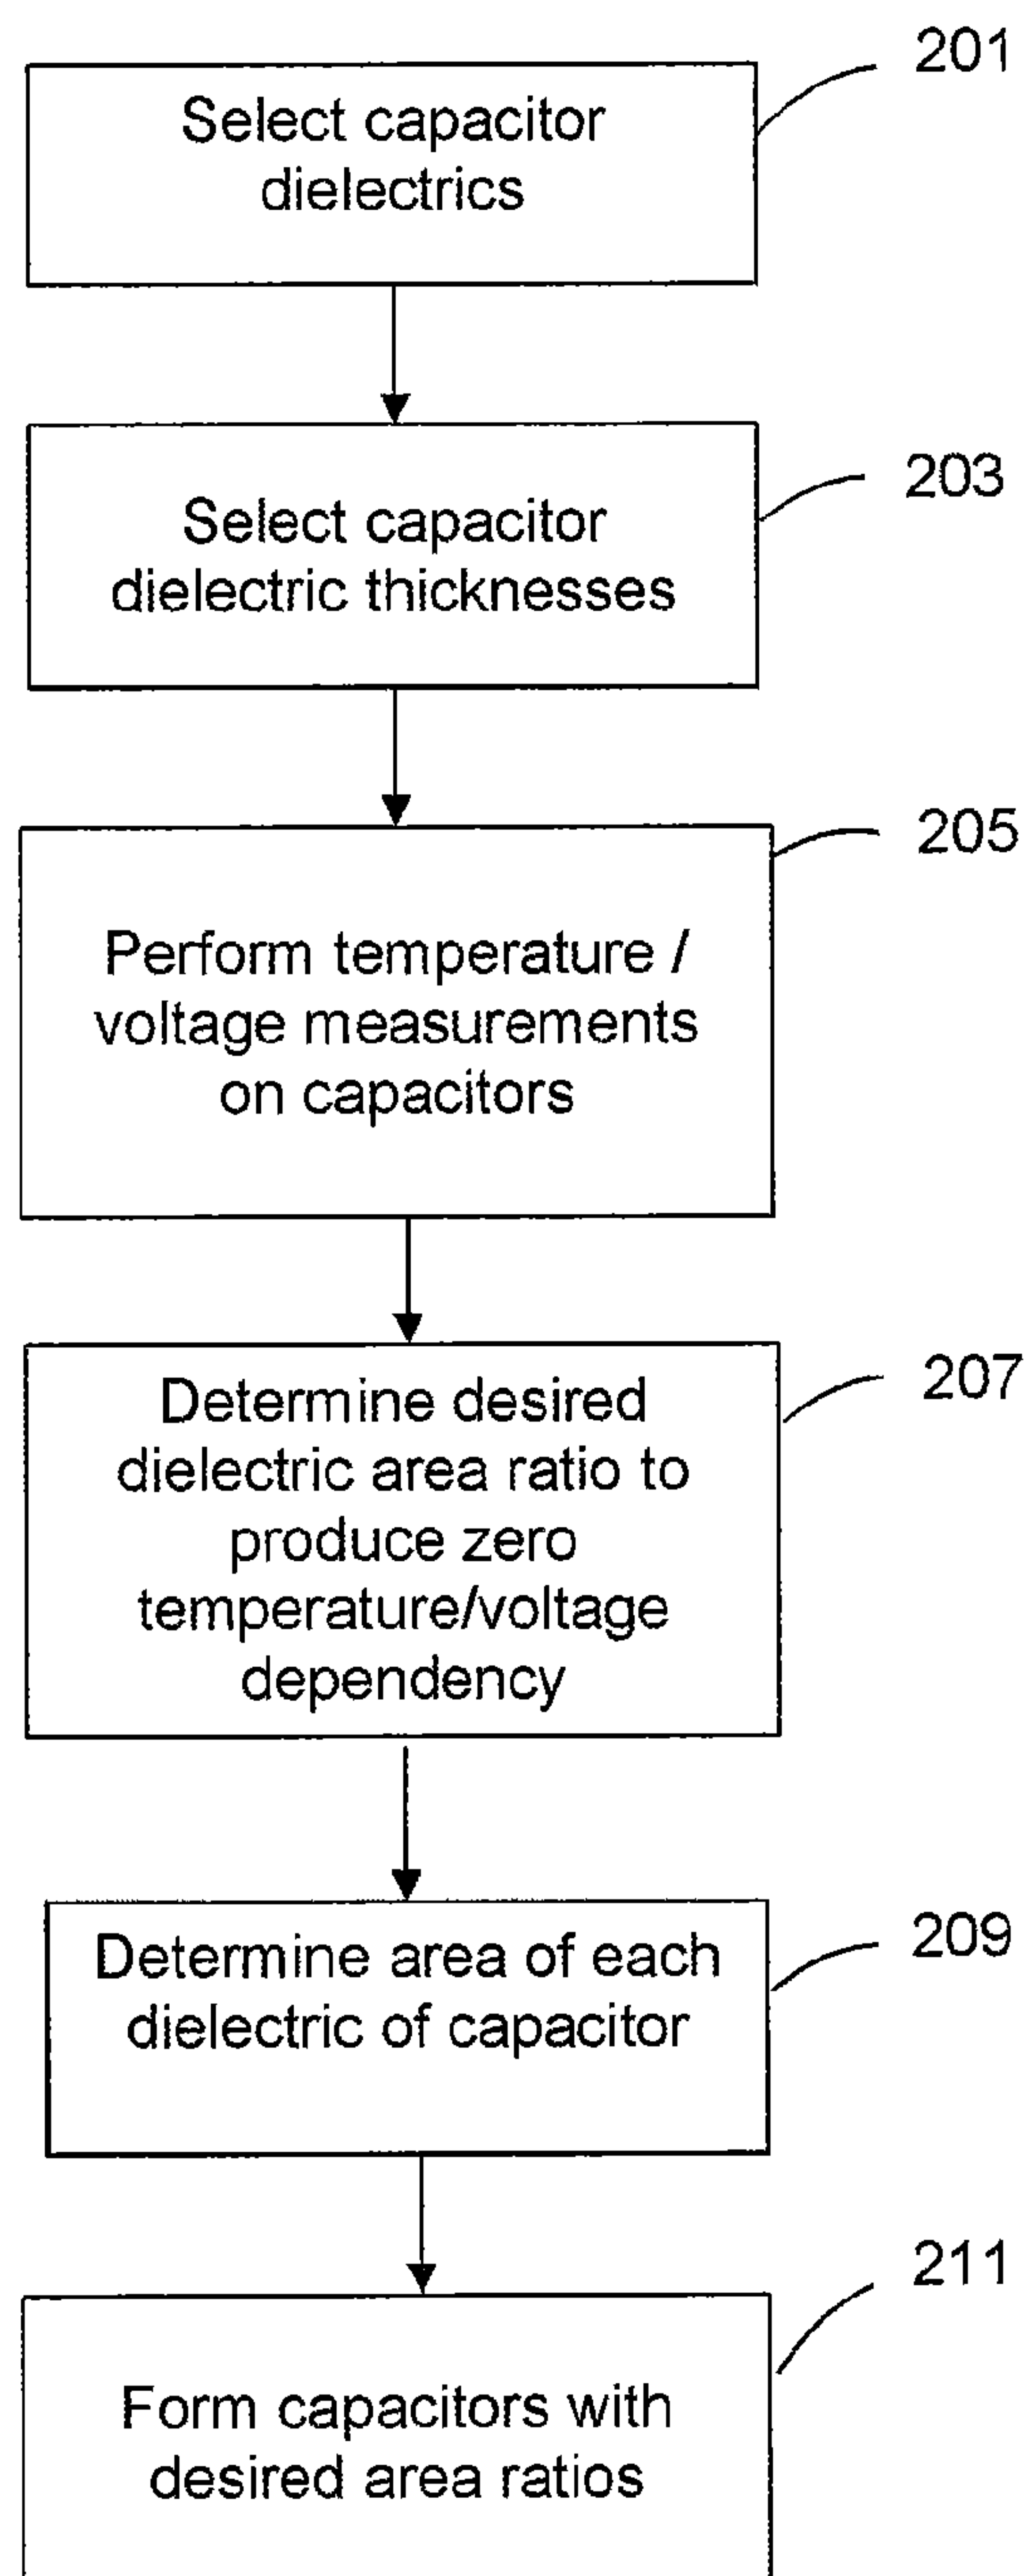 201
Select capacitor
dielectrics
203
Select capacitor
dielectric thicknesses
205
Perform temperature /
voltage measurements
on capacitors
207
Determine desired
dielectric area ratio to
produce zero
temperature/voltage
dependency
209
Determine area of each
dielectric of capacitor
211
Form capacitors with
desired area ratios